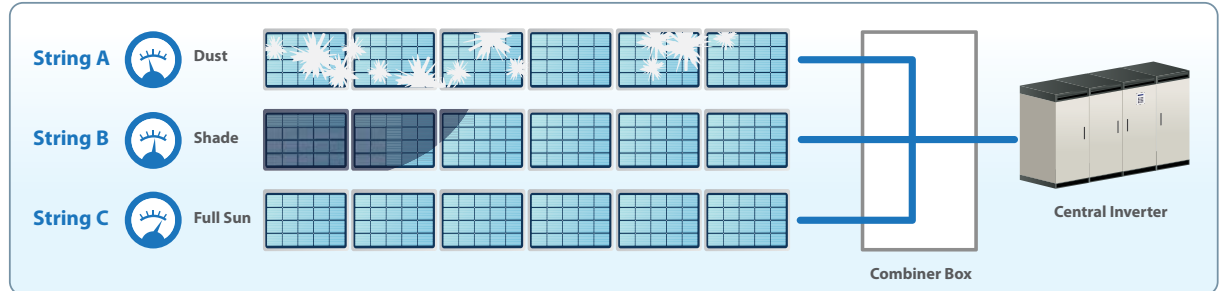 String A
Dust
String B
Shade
String C
Full Sun
Combiner Box
Central Inverter